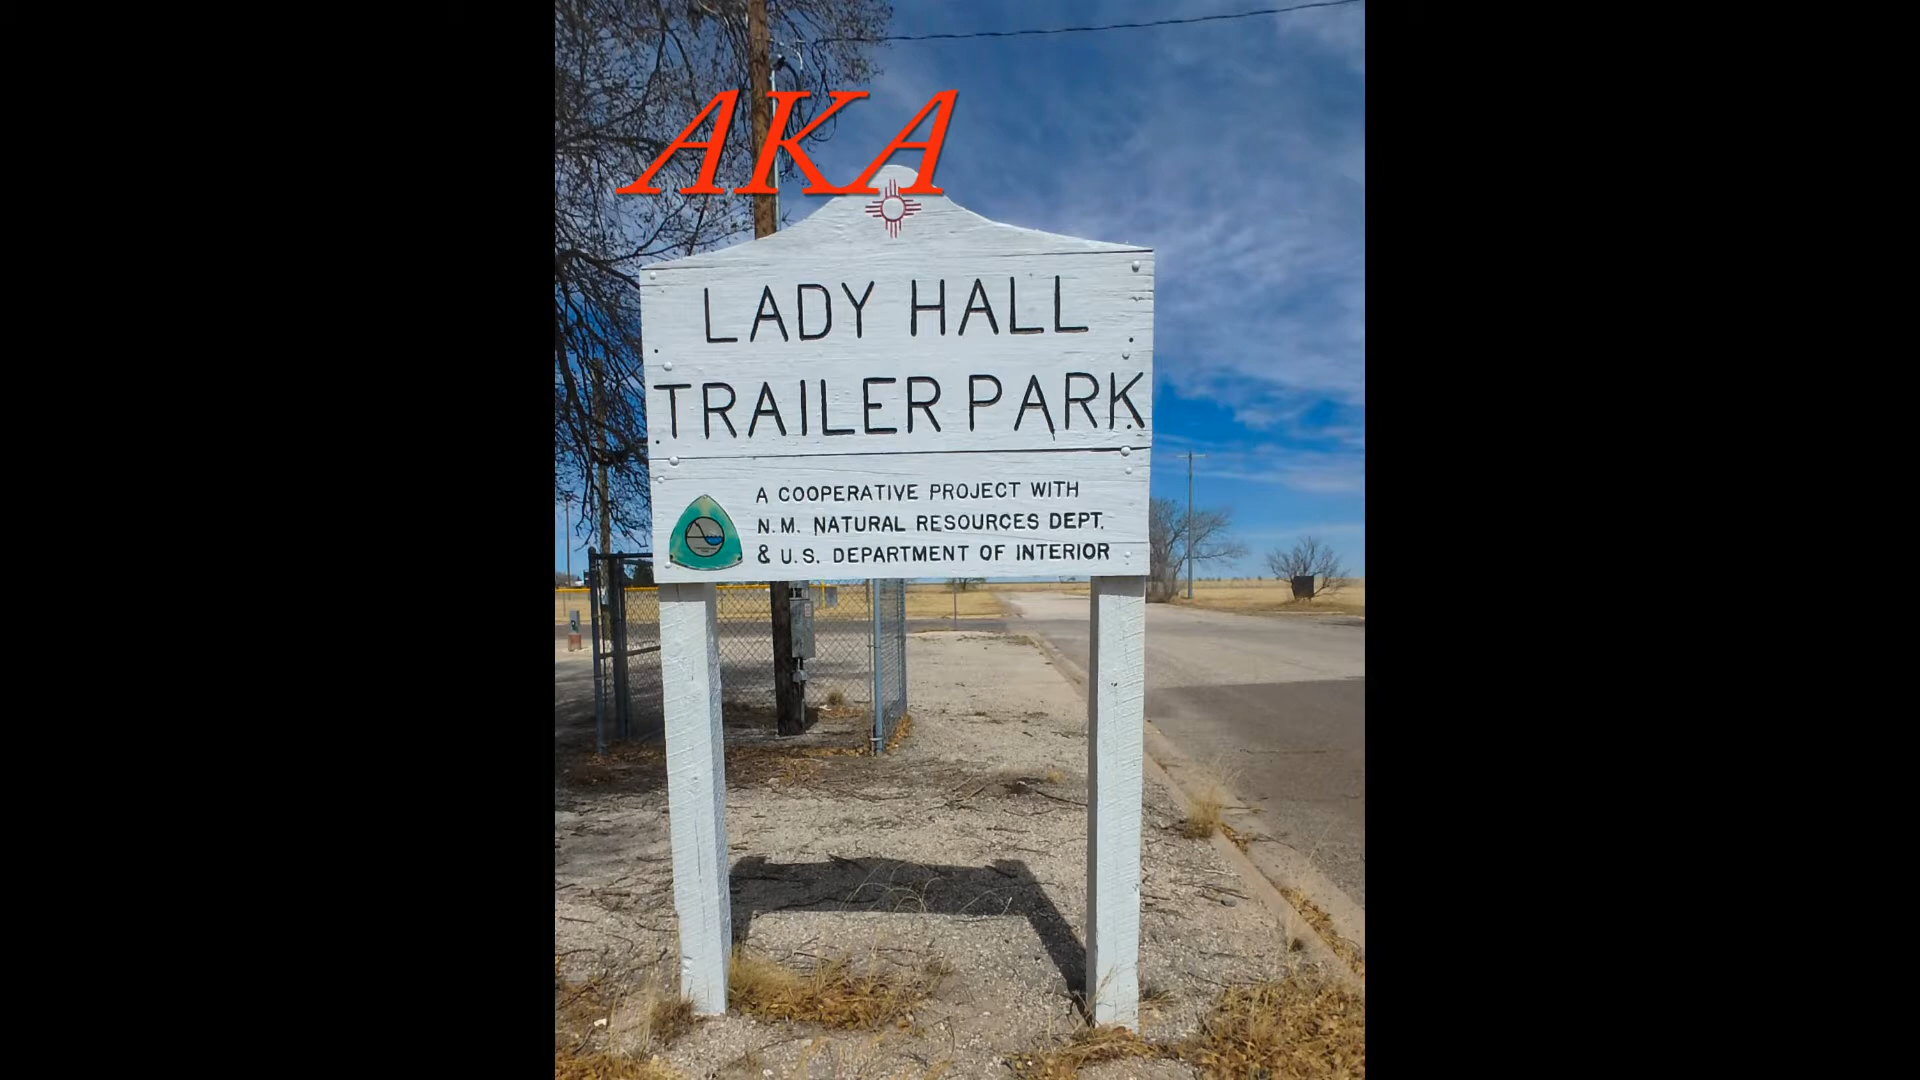 AKA
LADY HALL
TRAILER PARK
A COOPERATIVE PROJECT WITH
N.M. NATURAL RESOURCES DEPT.
& U.S. DEPARTMENT OF INTERIOR